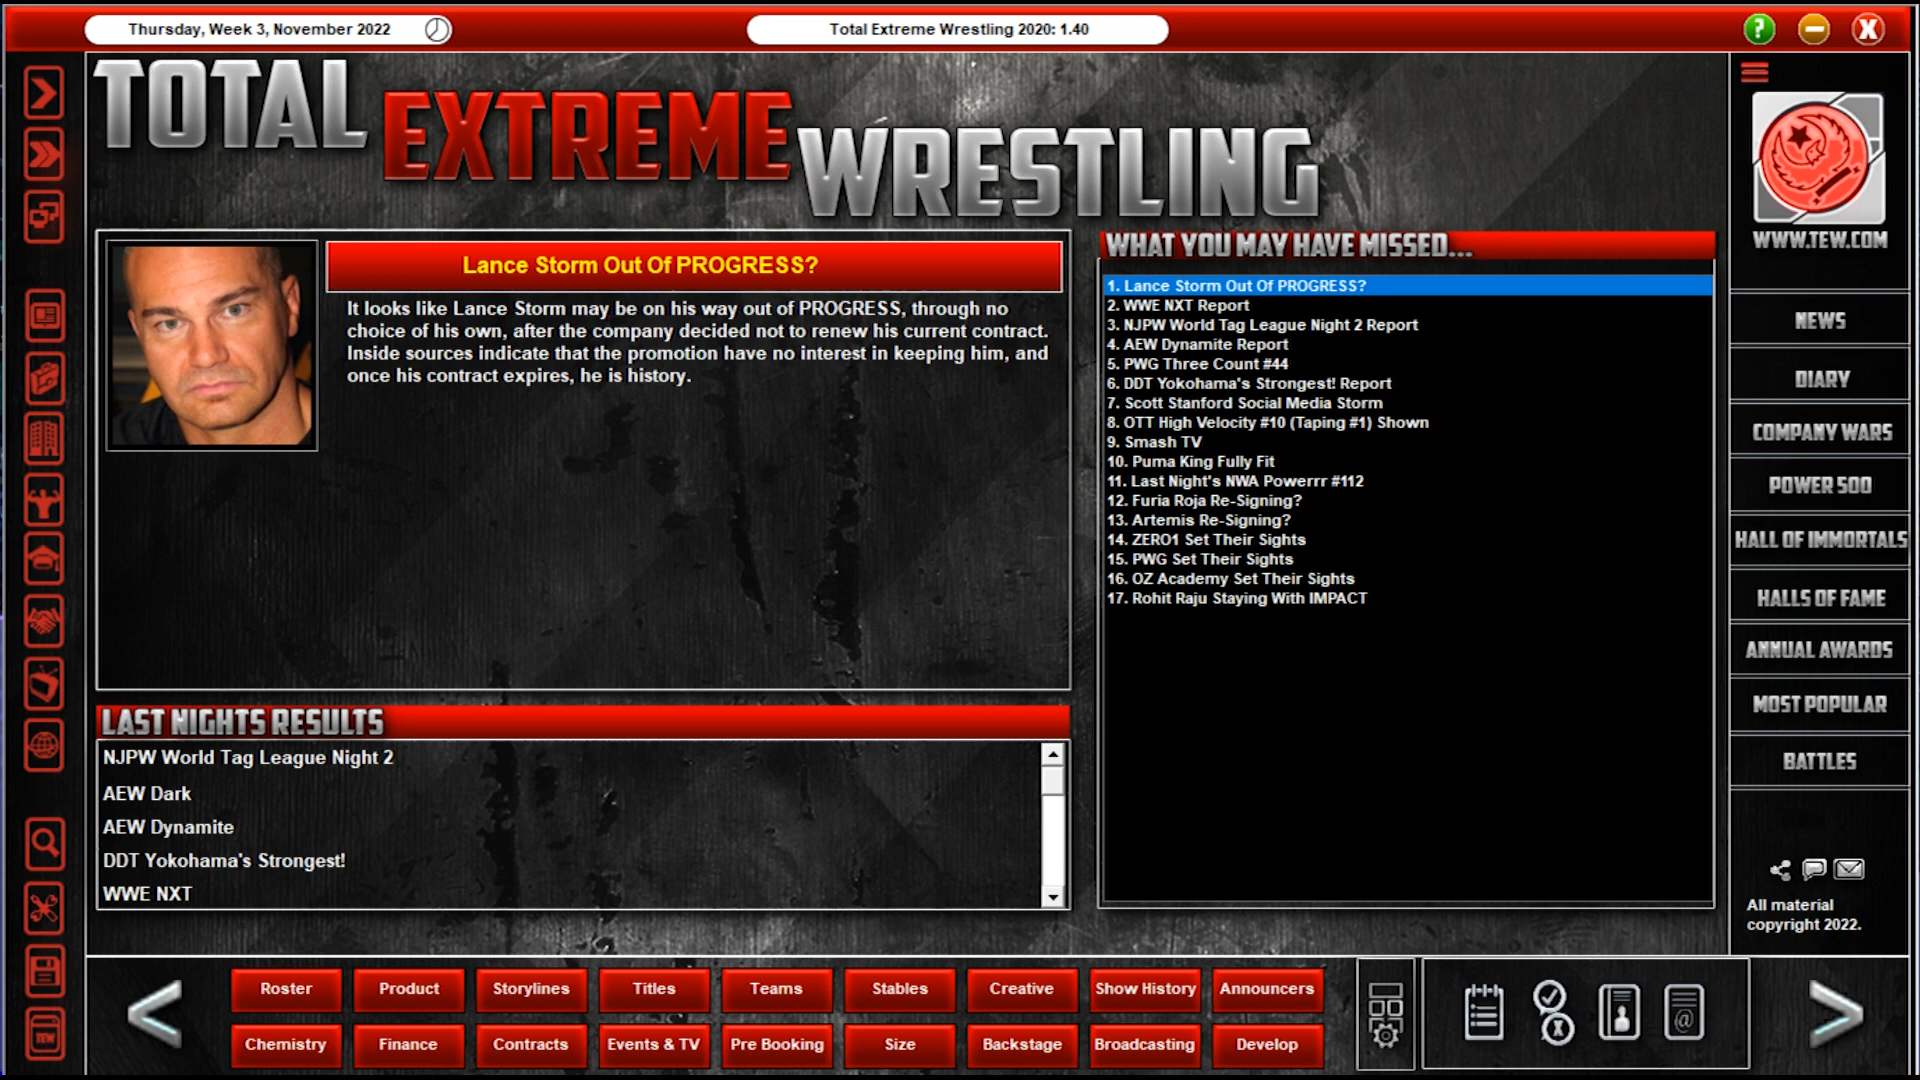 Thursday, Week 3, November 2022
Total Extreme Wrestling 2020: 1.40
?
X
TOTAL EXTREME WRESTLING
WWW.TEW.COM
Lance Storm Out Of PROGRESS?
It looks like Lance Storm may be on his way out of PROGRESS, through no
choice of his own, after the company decided not to renew his current contract.
Inside sources indicate that the promotion have no interest in keeping him, and
once his contract expires, he is history.
WHAT YOU MAY HAVE MISSED...
1. Lance Storm Out Of PROGRESS?
2. WWE NXT Report
3. NJPW World Tag League Night 2 Report
4. AEW Dynamite Report
5. PWG Three Count #44
6. DDT Yokohama's Strongest! Report
7. Scott Stanford Social Media Storm
8. OTT High Velocity #10 (Taping #1) Shown
9. Smash TV
10. Puma King Fully Fit
11. Last Night's NWA Powerrr #112
12. Furia Roja Re-Signing?
13. Artemis Re-Signing?
14. ZERO1 Set Their Sights
15. PWG Set Their Sights
16. OZ Academy Set Their Sights
17. Rohit Raju Staying With IMPACT
NEWS
DIARY
COMPANY WARS
POWER 500
HALL OF IMMORTALS
HALLS OF FAME
ANNUAL AWARDS
MOST POPULAR
BATTLES
All material
copyright 2022.
LAST NIGHTS RESULTS
NJPW World Tag League Night 2
AEW Dark
AEW Dynamite
DDT Yokohama's Strongest!
WWE NXT
TEW
Roster
Product
Storylines
Titles
Teams
Stables
Creative
Show History
Announcers
Chemistry
Finance
Contracts
Events & TV
Pre Booking
Size
Backstage
Broadcasting
Develop
@